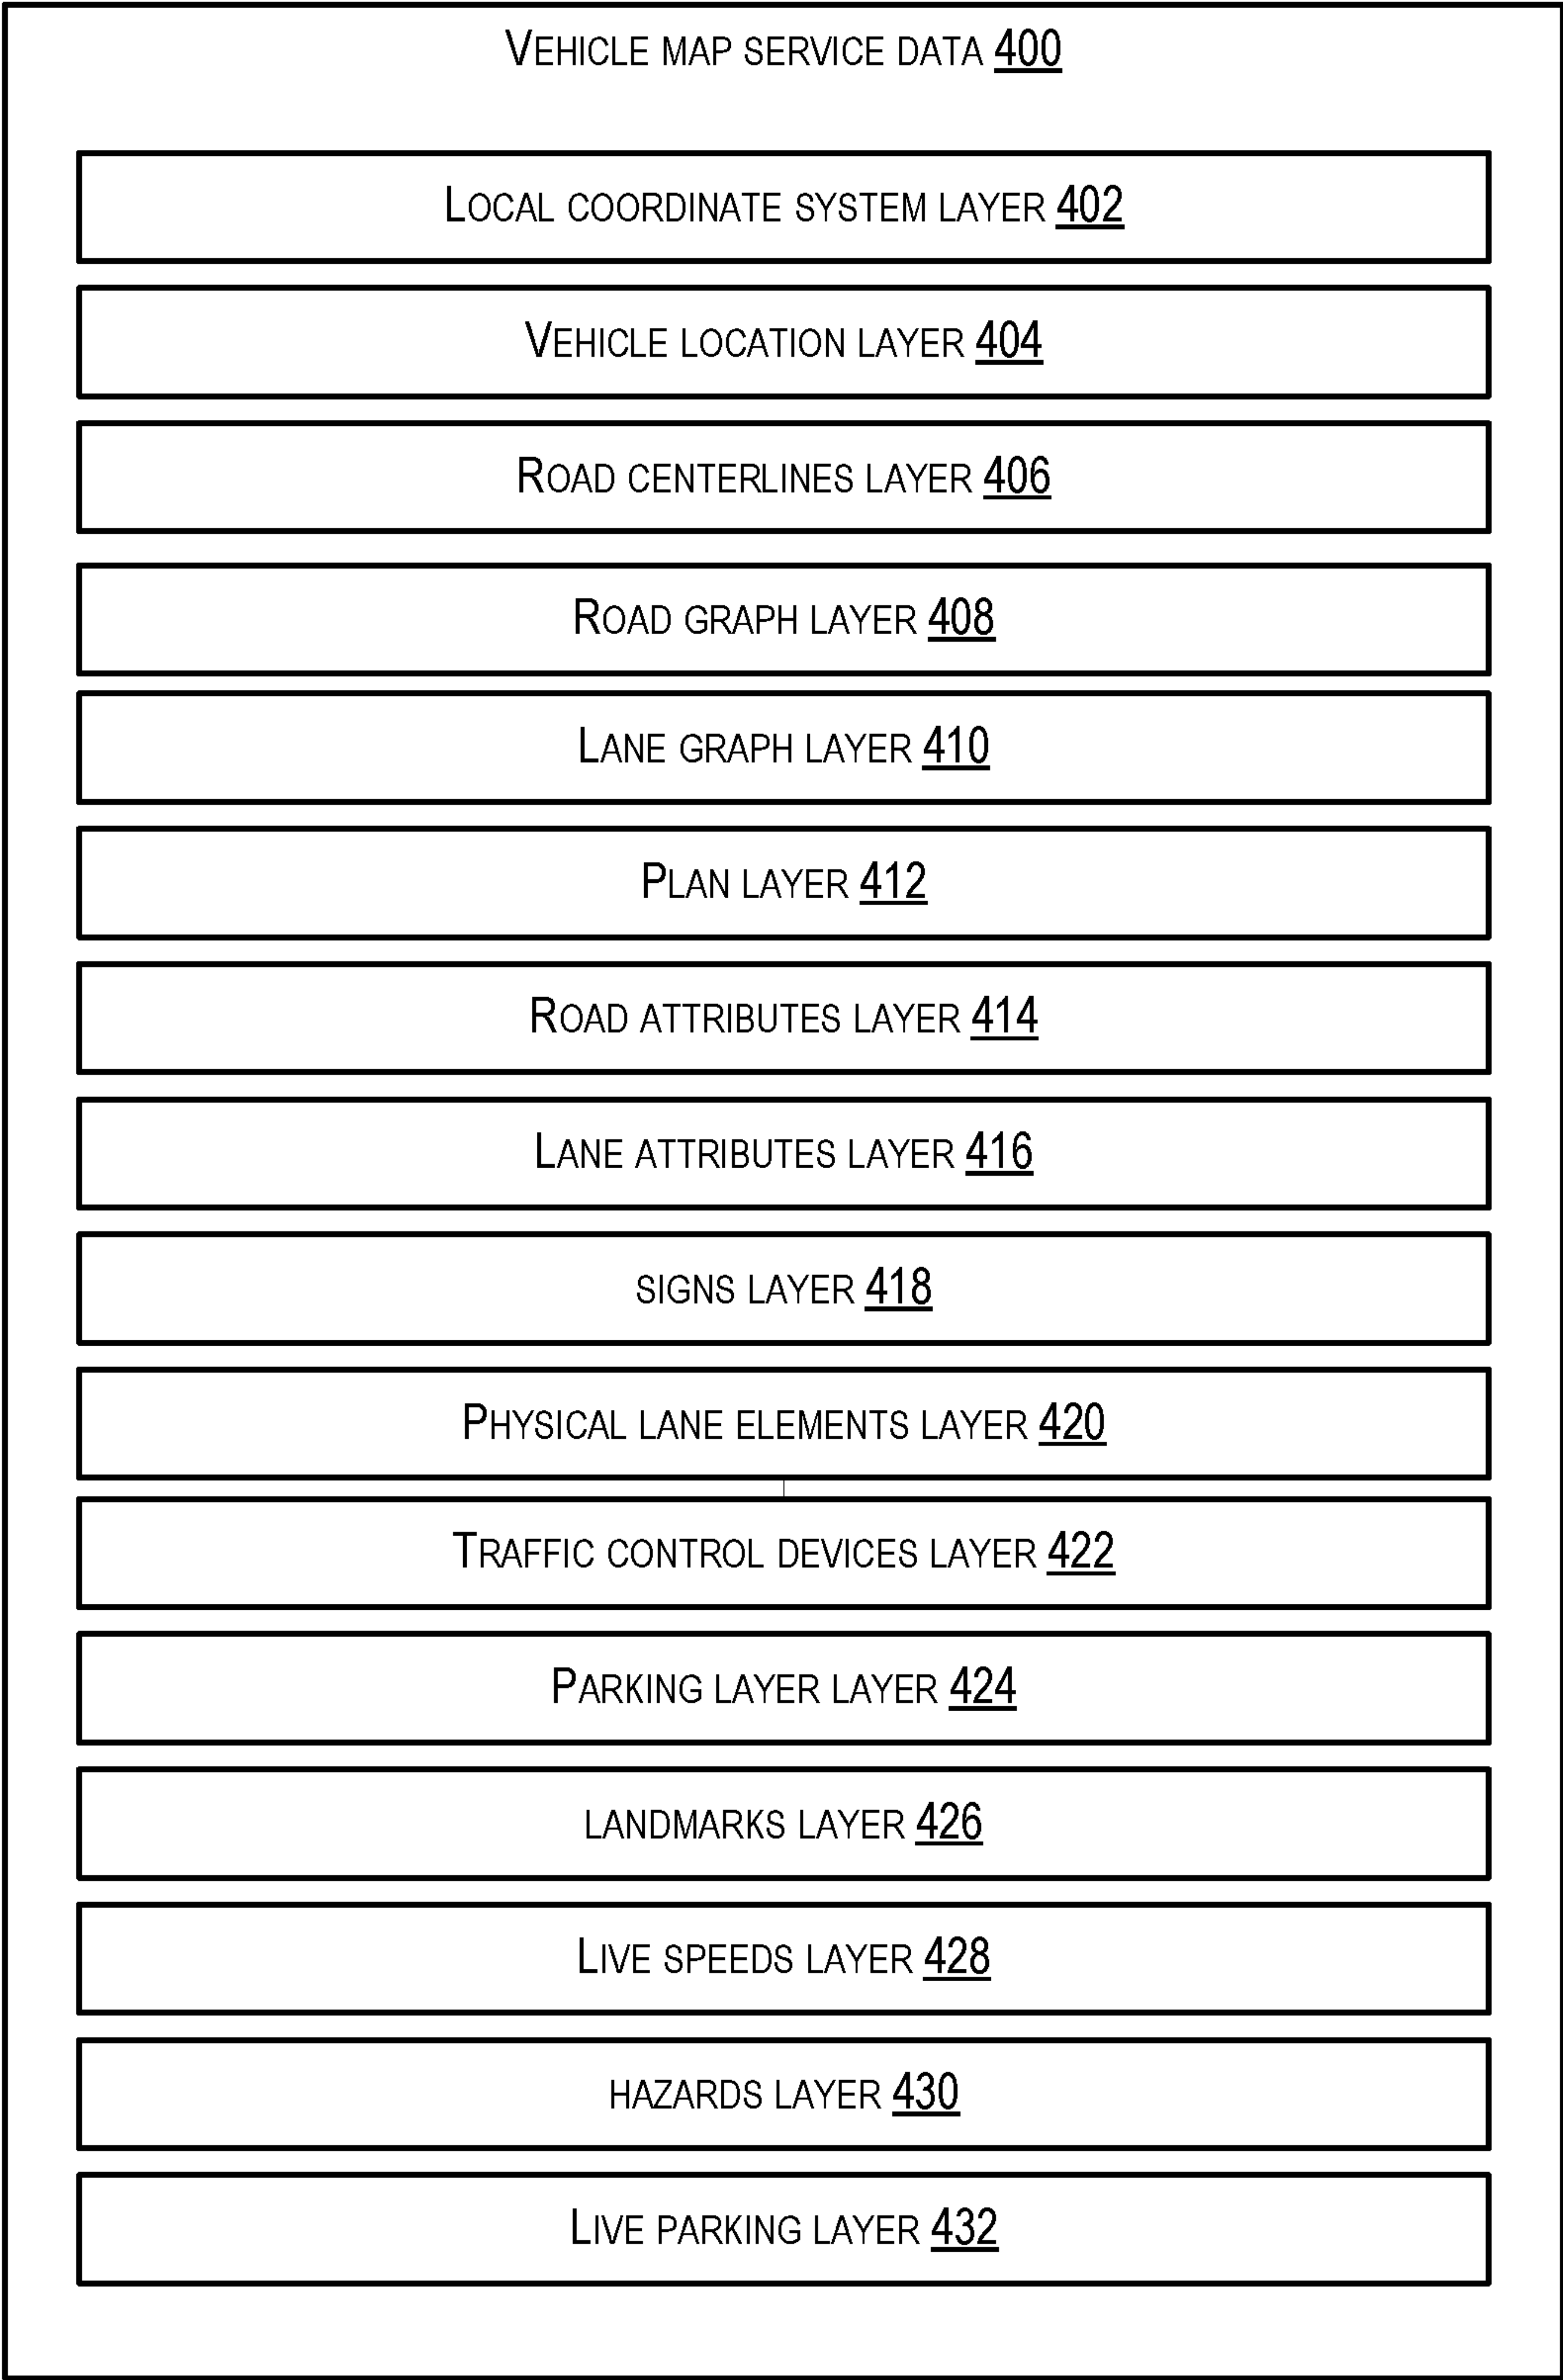 VEHICLE MAP SERVICE DATA 400
LOCAL COORDINATE SYSTEM LAYER 402
VEHICLE LOCATION LAYER 404
ROAD CENTERLINES LAYER 406
ROAD GRAPH LAYER 408
LANE GRAPH LAYER 410
PLAN LAYER 412
ROAD ATTRIBUTES LAYER 414
LANE ATTRIBUTES LAYER 416
SIGNS LAYER 418
PHYSICAL LANE ELEMENTS LAYER 420
TRAFFIC CONTROL DEVICES LAYER 422
PARKING LAYER LAYER 424
LANDMARKS LAYER 426
LIVE SPEEDS LAYER 428
HAZARDS LAYER 430
LIVE PARKING LAYER 432